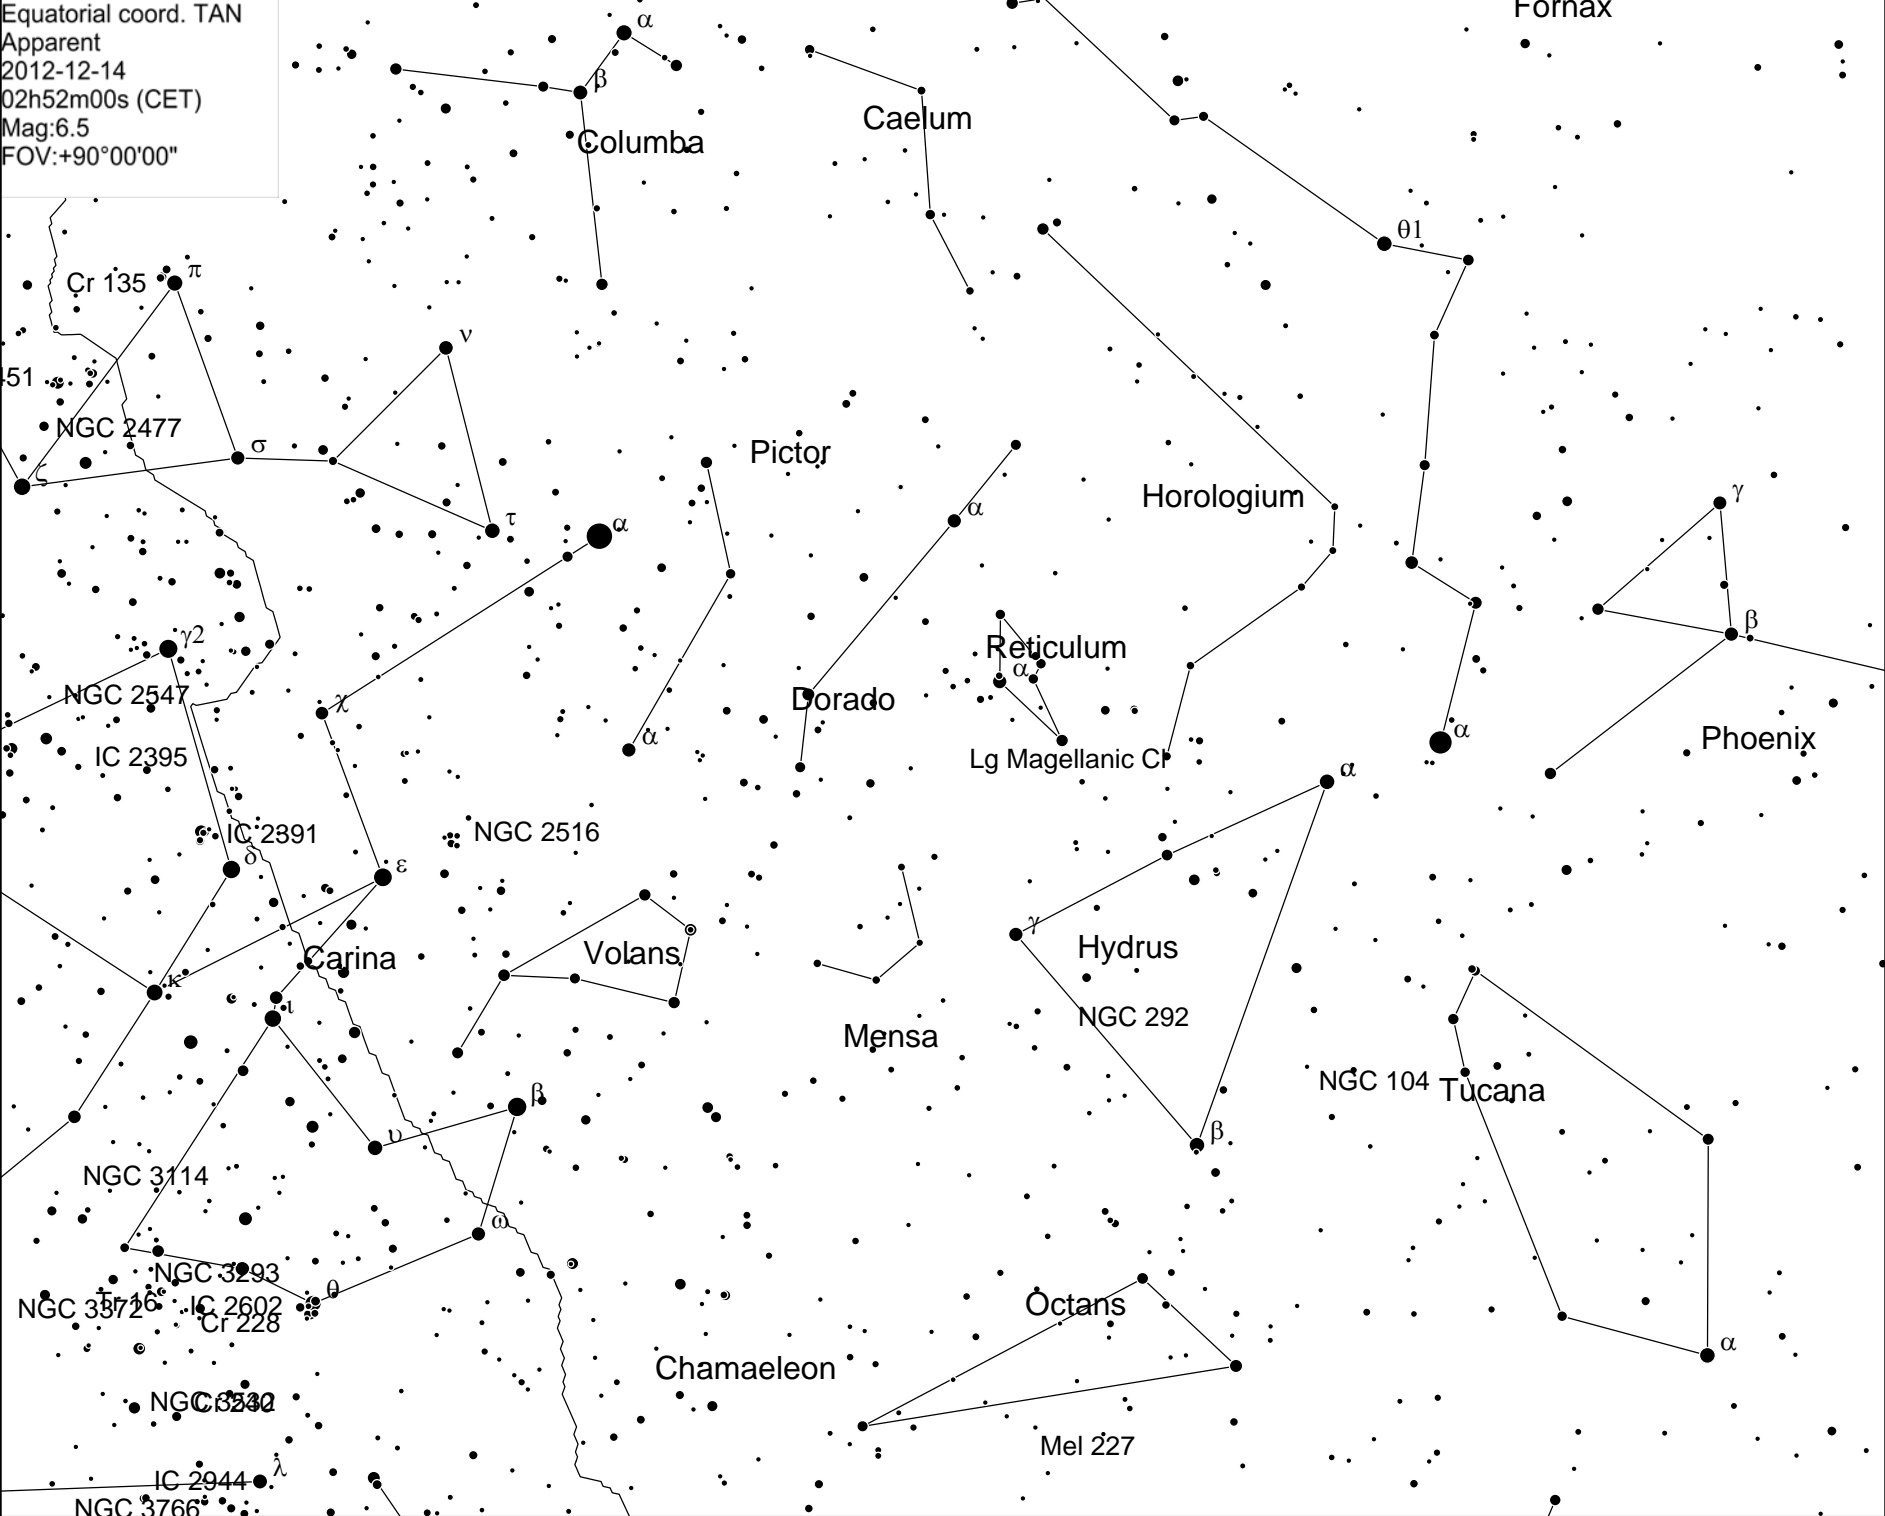 Equatorial coord. TAN
Apparent
2012-12-14
02h52m00s (CET)
Mag:6.5
FOV:+90°00'00"
Fornax
α
β
Columba
Caelum
θ1
Cr 135
π
ν
451
NGC 2477
σ
ζ
Pictor
Horologium
γ
τ
α
α
γ2
β
Reticulum
α
NGC 2547
χ
Dorado
α
α
Phoenix
IC 2395
Lg Magellanic Cl
α
IC 2391
NGC 2516
δ
ε
γ
Carina
Volans
Hydrus
κ
ι
NGC 292
Mensa
NGC 104
Tucana
β
υ
β
NGC 3114
ω
NGC 3293
θ
NGC 3372
Tr 16
IC 2602
Octans
Cr 228
α
Chamaeleon
Mel 227
λ
IC 2944
NGC 3766